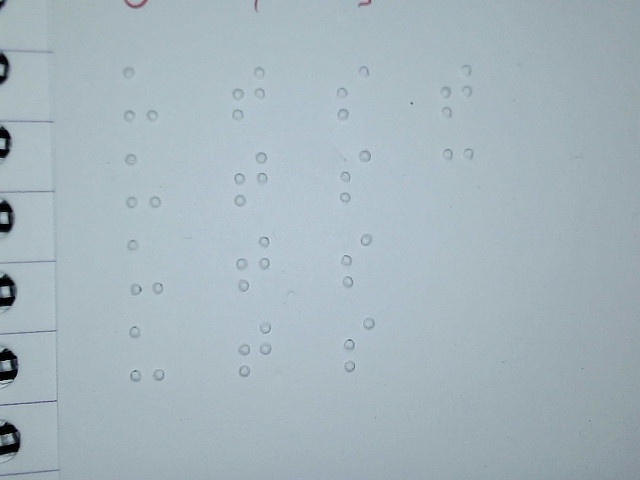 ⠥ ⠞ ⠎ ⠞
⠥ ⠞ ⠎ ⠉
⠥ ⠞ ⠎
⠥ ⠞ ⠎